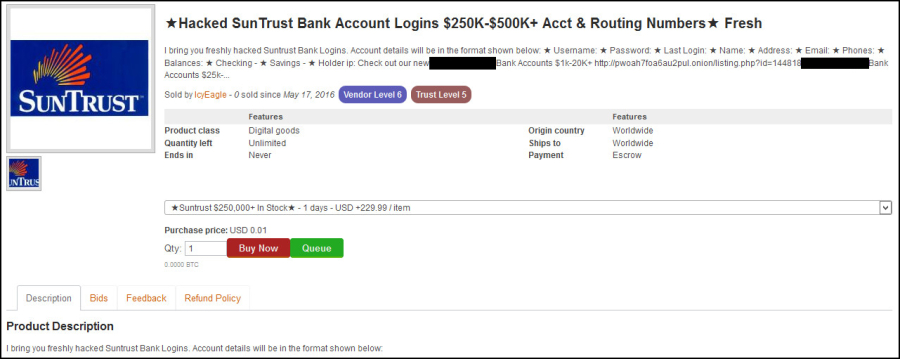 ★Hacked SunTrust Bank Account Logins $250K-$500K+ Acct & Routing Numbers★ Fresh
I bring you freshly hacked Suntrust Bank Logins. Account details will be in the format shown below: ★ Username: ★ Password: ★ Last Login: ★ Name: ★ Address: ★ Email: ★ Phones: ★
Balances: ★ Checking - ★ Savings - ★ Holder ip: Check out our new Bank Accounts $1k-20K+ http://pwoah7foa6au2pul.onion/listing.php?id=144818 Bank
Accounts $25k-...
Sold by IcyEagle - 0 sold since May 17, 2016 Vendor Level 6 Trust Level 5
SUNTRUST
Features Features
Product class Digital goods Origin country Worldwide
Quantity left Unlimited Ships to Worldwide
Ends in Never Payment Escrow
UNTRUS
★Suntrust $250,000+ In Stock★ - 1 days - USD +229.99 / item
Purchase price: USD 0.01
Qty: 1 Buy Now Queue
0.0000 BTC
Description Bids Feedback Refund Policy
Product Description
I bring you freshly hacked Suntrust Bank Logins. Account details will be in the format shown below: